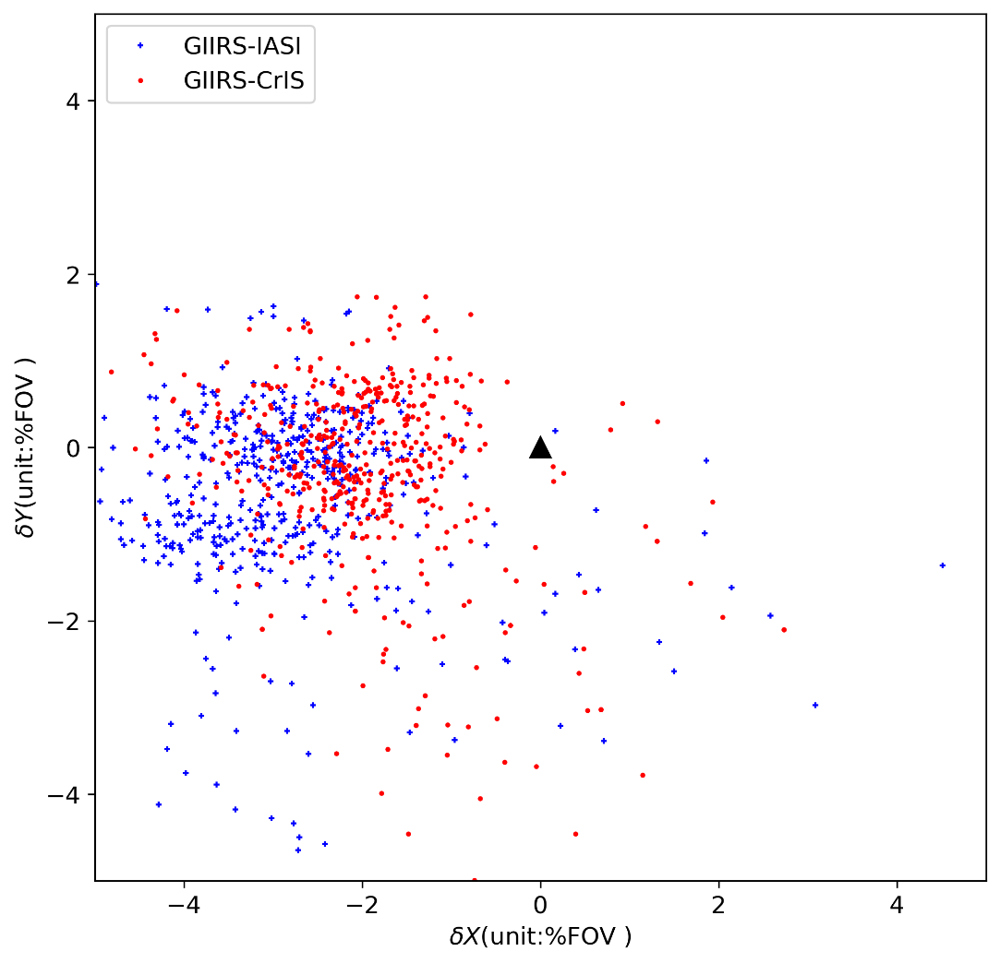 GIIRS-IASI
GIIRS-CrIS
4
2
0
−2
−4
δY(unit:%FOV )
−4
−2
0
2
4
δX(unit:%FOV )